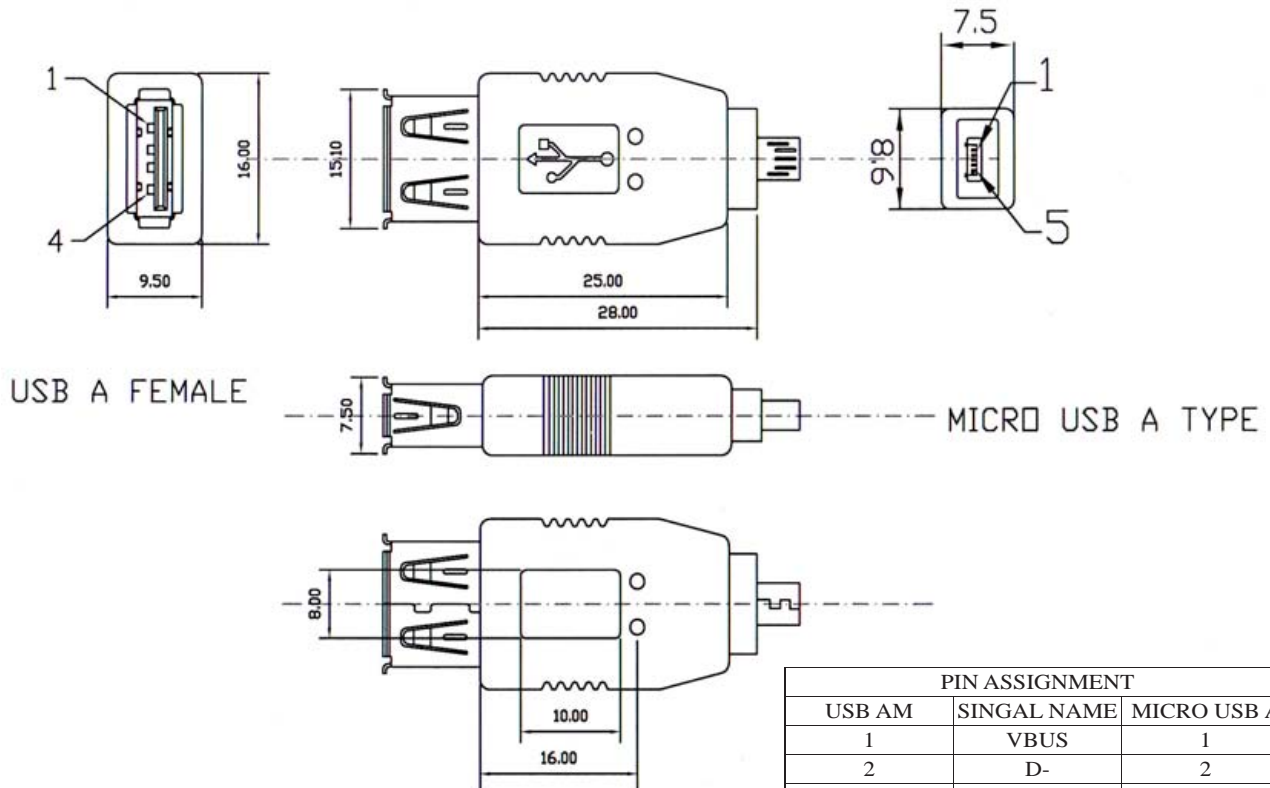 7.5
1
1
16.00
15.10
9.8
4
5
9.50
25.00
28.00
USB A FEMALE
7.50
MICRO USB A TYPE
8.00
10.00
16.00
PIN ASSIGNMENT
USB AM SINGAL NAME MICRO USB A
1 VBUS 1
2 D- 2